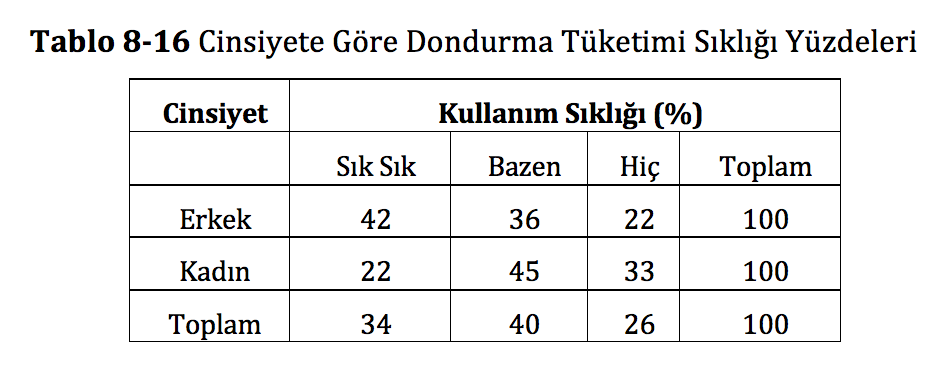 Tablo 8-16 Cinsiyete Göre Dondurma Tüketimi Sıklığı Yüzdeleri
Cinsiyet Kullanım Sıklığı (%)
Sık Sık Bazen Hiç Toplam
Erkek 42 36 22 100
Kadın 22 45 33 100
Toplam 34 40 26 100